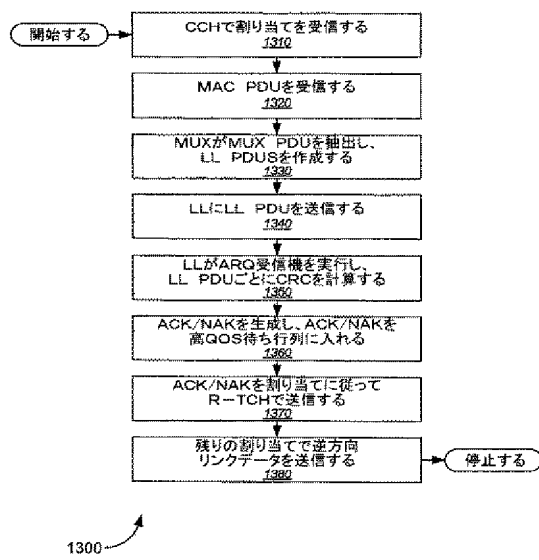 開始する
CCHで割り当てを受信する
1310
MAC PDUを受信する
1320
MUXがMUX PDUを抽出し、
LL PDUSを作成する
1330
LLにLL PDUを送信する
1340
LLがARQ受信機を実行し、
LL PDUごとにCRCを計算する
1350
ACK/NAKを生成し、ACK/NAKを
高QOS待ち行列に入れる
1360
ACK/NAKを割り当てに従って
R-TCHで送信する
1370
残りの割り当てで逆方向
リンクデータを送信する
1380
停止する
1300